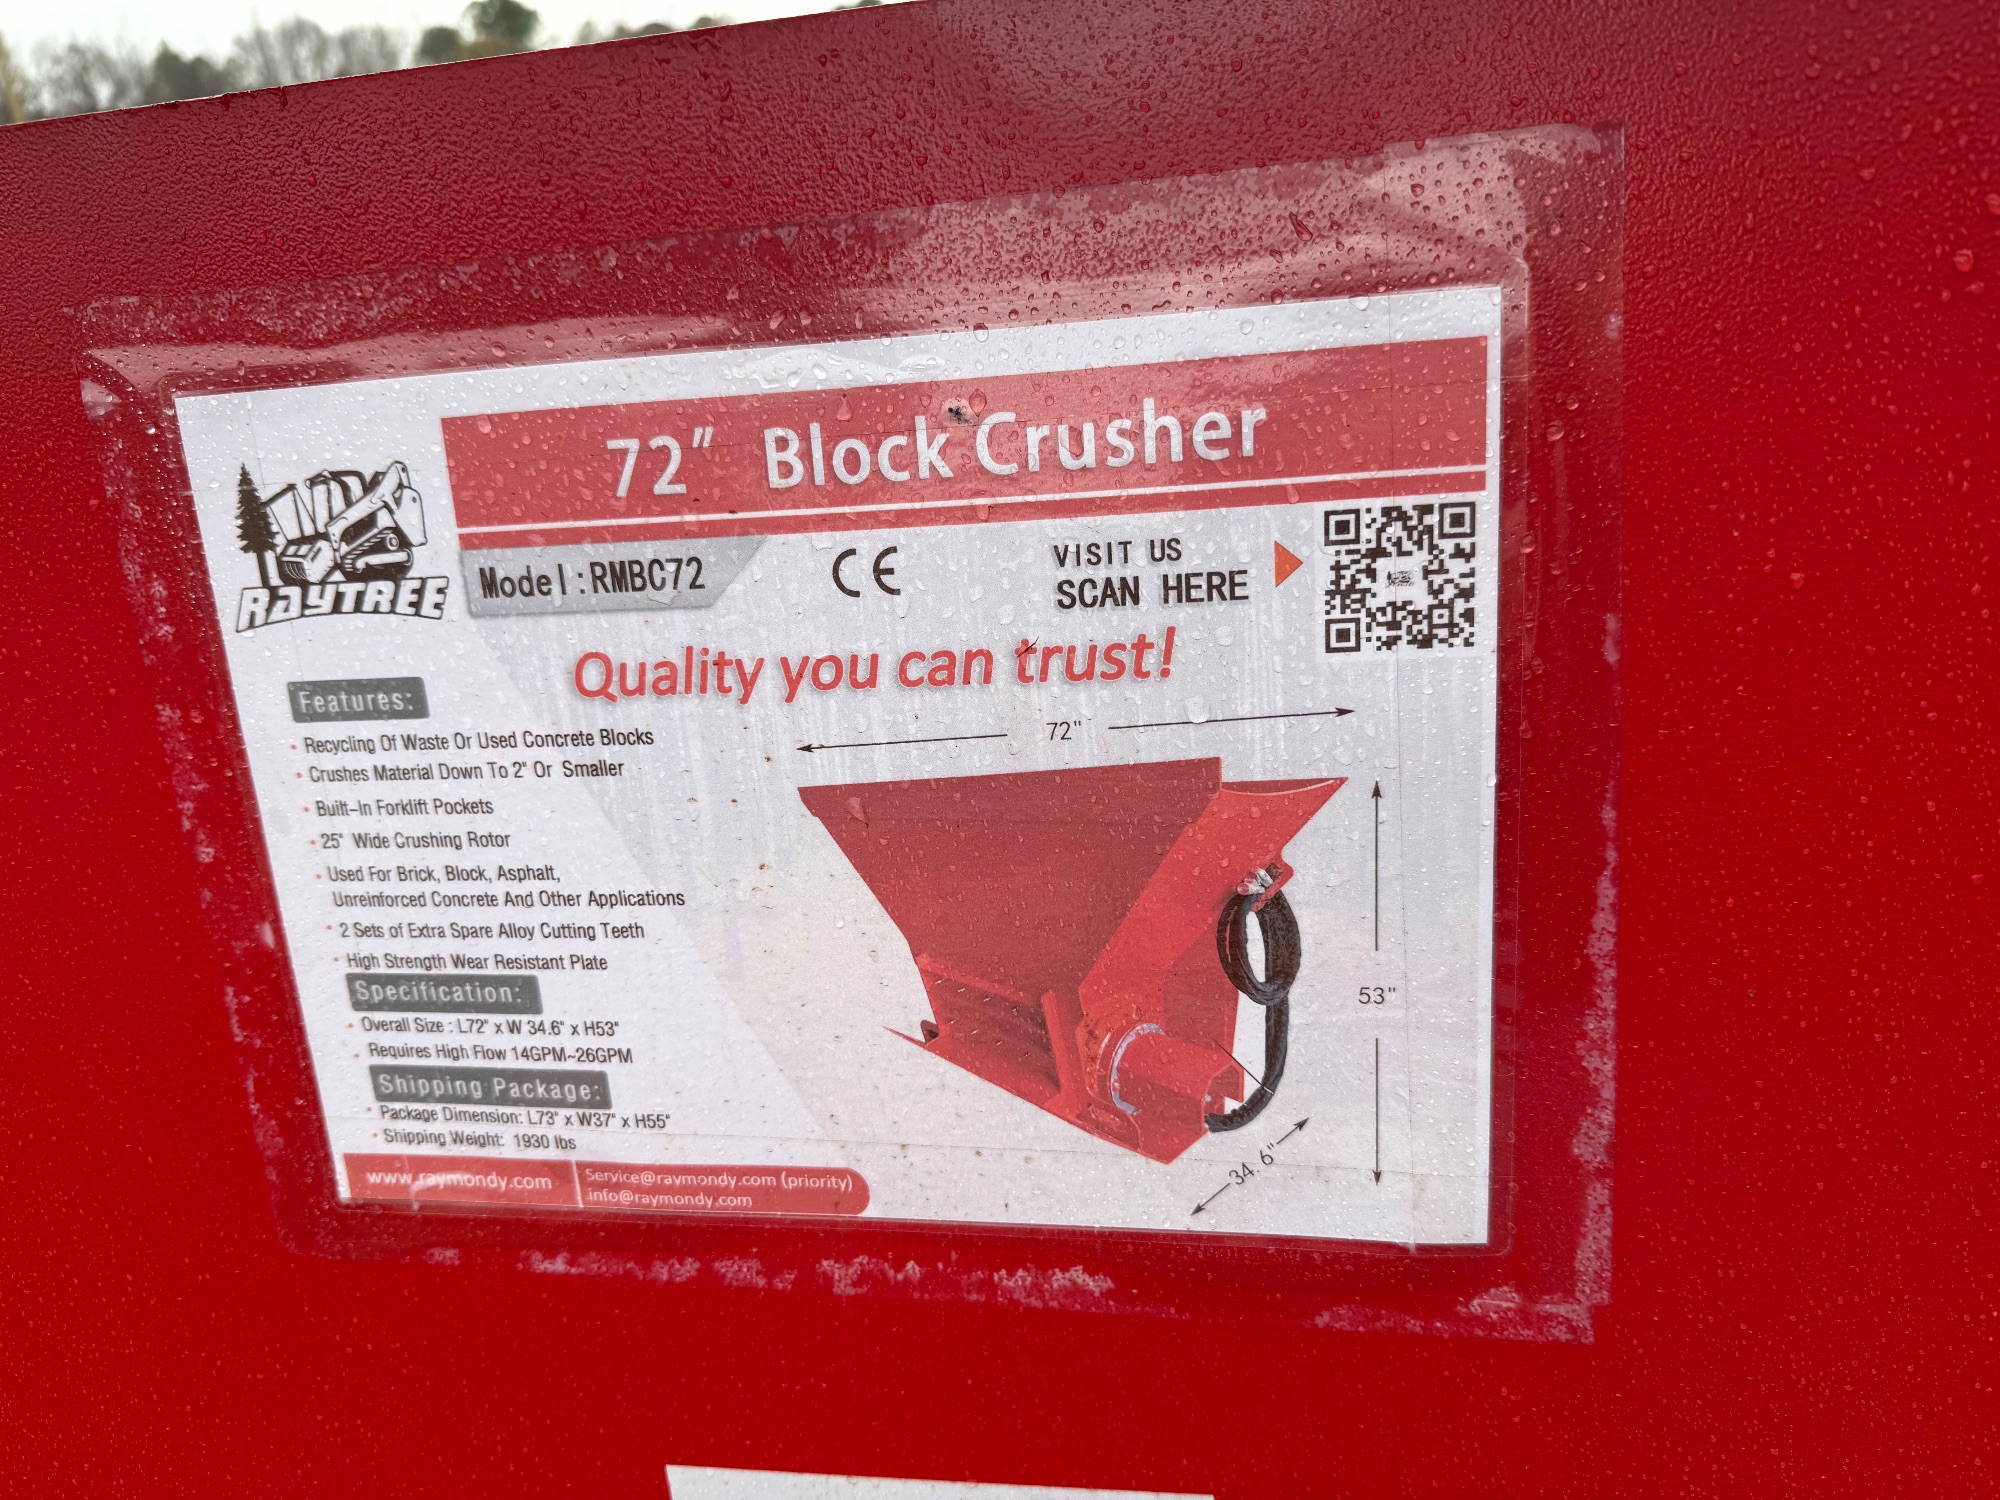 72" Block Crusher
RAYTREE
Model:RMBC72
CE
VISIT US
SCAN HERE
Quality you can trust!
Features:
• Recycling Of Waste Or Used Concrete Blocks
• Crushes Material Down To 2" Or Smaller
• Built-In Forklift Pockets
• 25" Wide Crushing Rotor
• Used For Brick, Block, Asphalt,
Unreinforced Concrete And Other Applications
• 2 Sets of Extra Spare Alloy Cutting Teeth
• High Strength Wear Resistant Plate
Specification:
• Overall Size : L72" x W 34.6" x H53"
• Requires High Flow 14GPM~26GPM
Shipping Package:
• Package Dimension: L73" x W37" x H55"
• Shipping Weight: 1930 lbs
www.raymondy.com
Service@raymondy.com (priority)
info@raymondy.com
72"
53"
34.6"